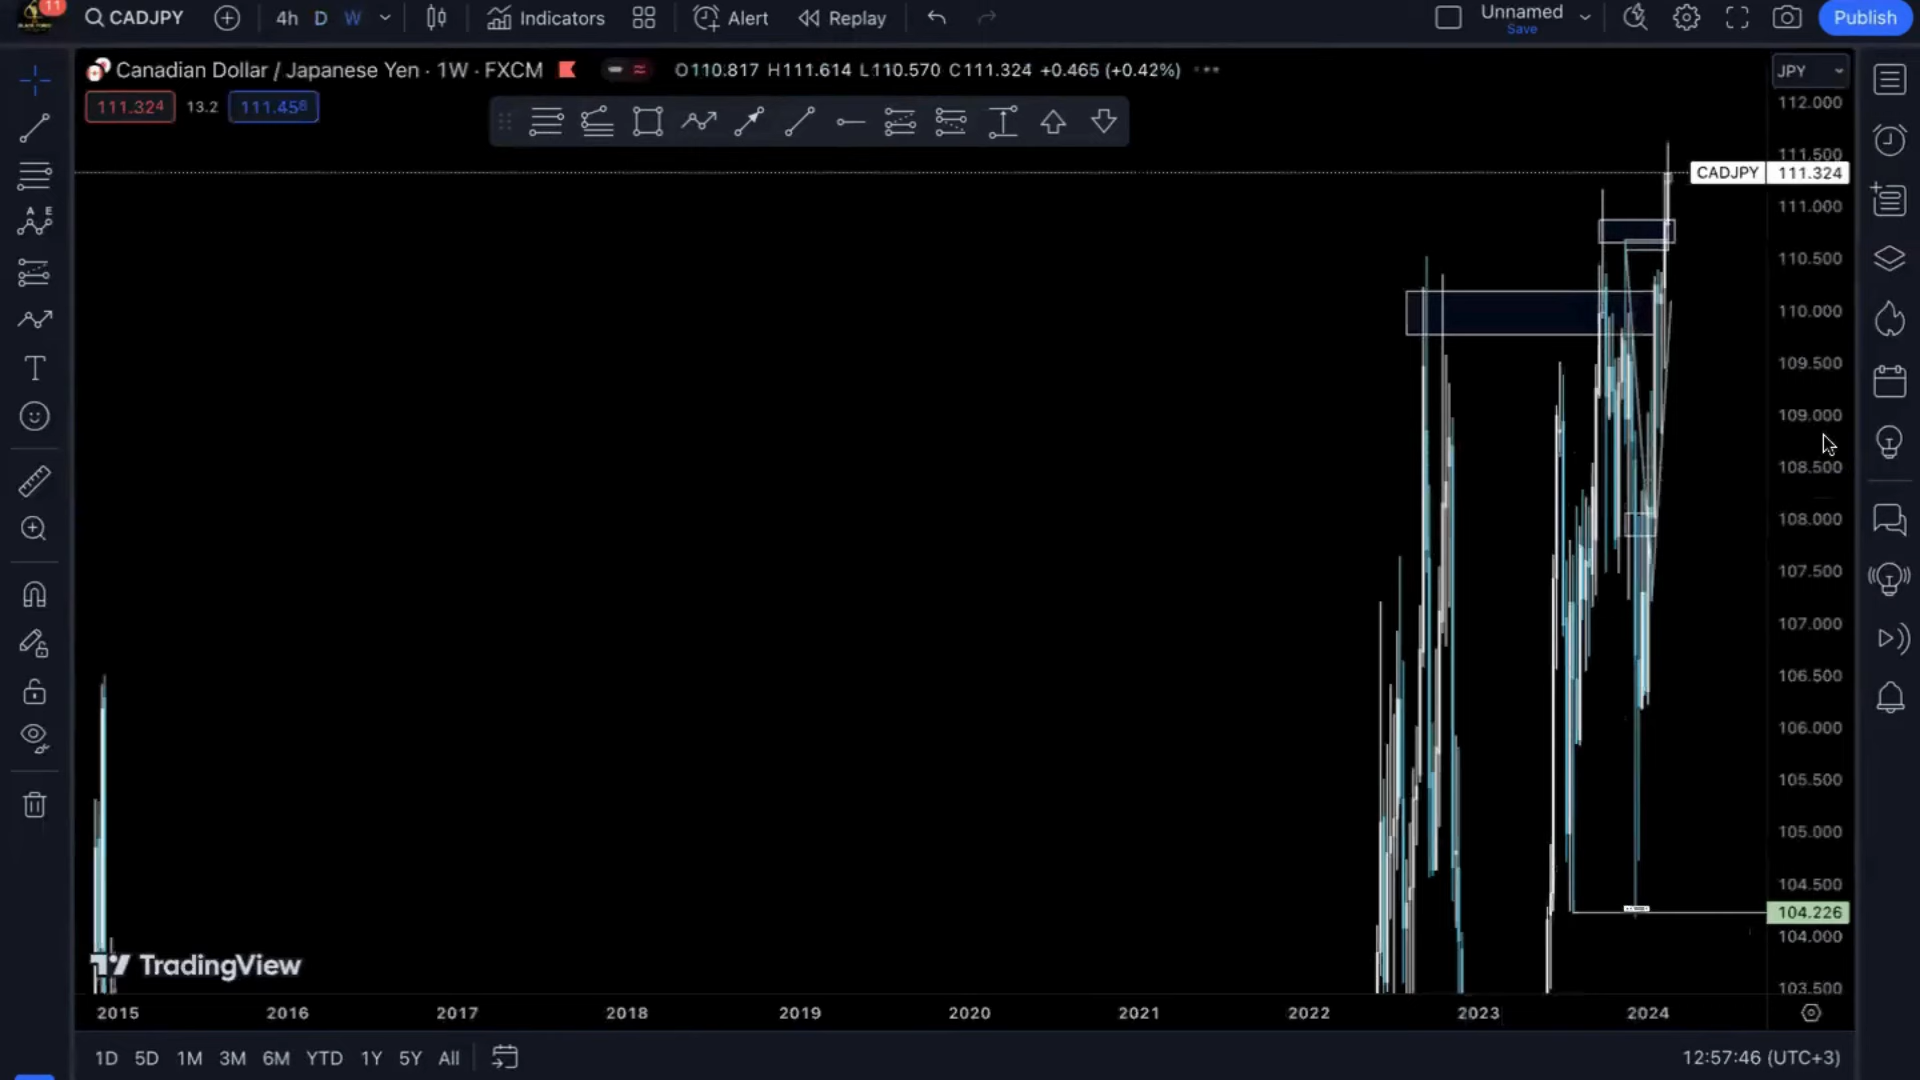 11
CADJPY
4h D W
Indicators
Alert
Replay
Unnamed
Save
Publish
Canadian Dollar / Japanese Yen · 1W · FXCM
O110.817 H111.614 L110.570 C111.324 +0.465 (+0.42%)
JPY
111.324 13.2 111.458
112.000
111.500
CADJPY 111.324
111.000
110.500
110.000
109.500
109.000
108.500
108.000
107.500
107.000
106.500
106.000
105.500
105.000
104.500
104.226
104.000
103.500
A E
T
TradingView
2015 2016 2017 2018 2019 2020 2021 2022 2023 2024
1D 5D 1M 3M 6M YTD 1Y 5Y All
12:57:46 (UTC+3)